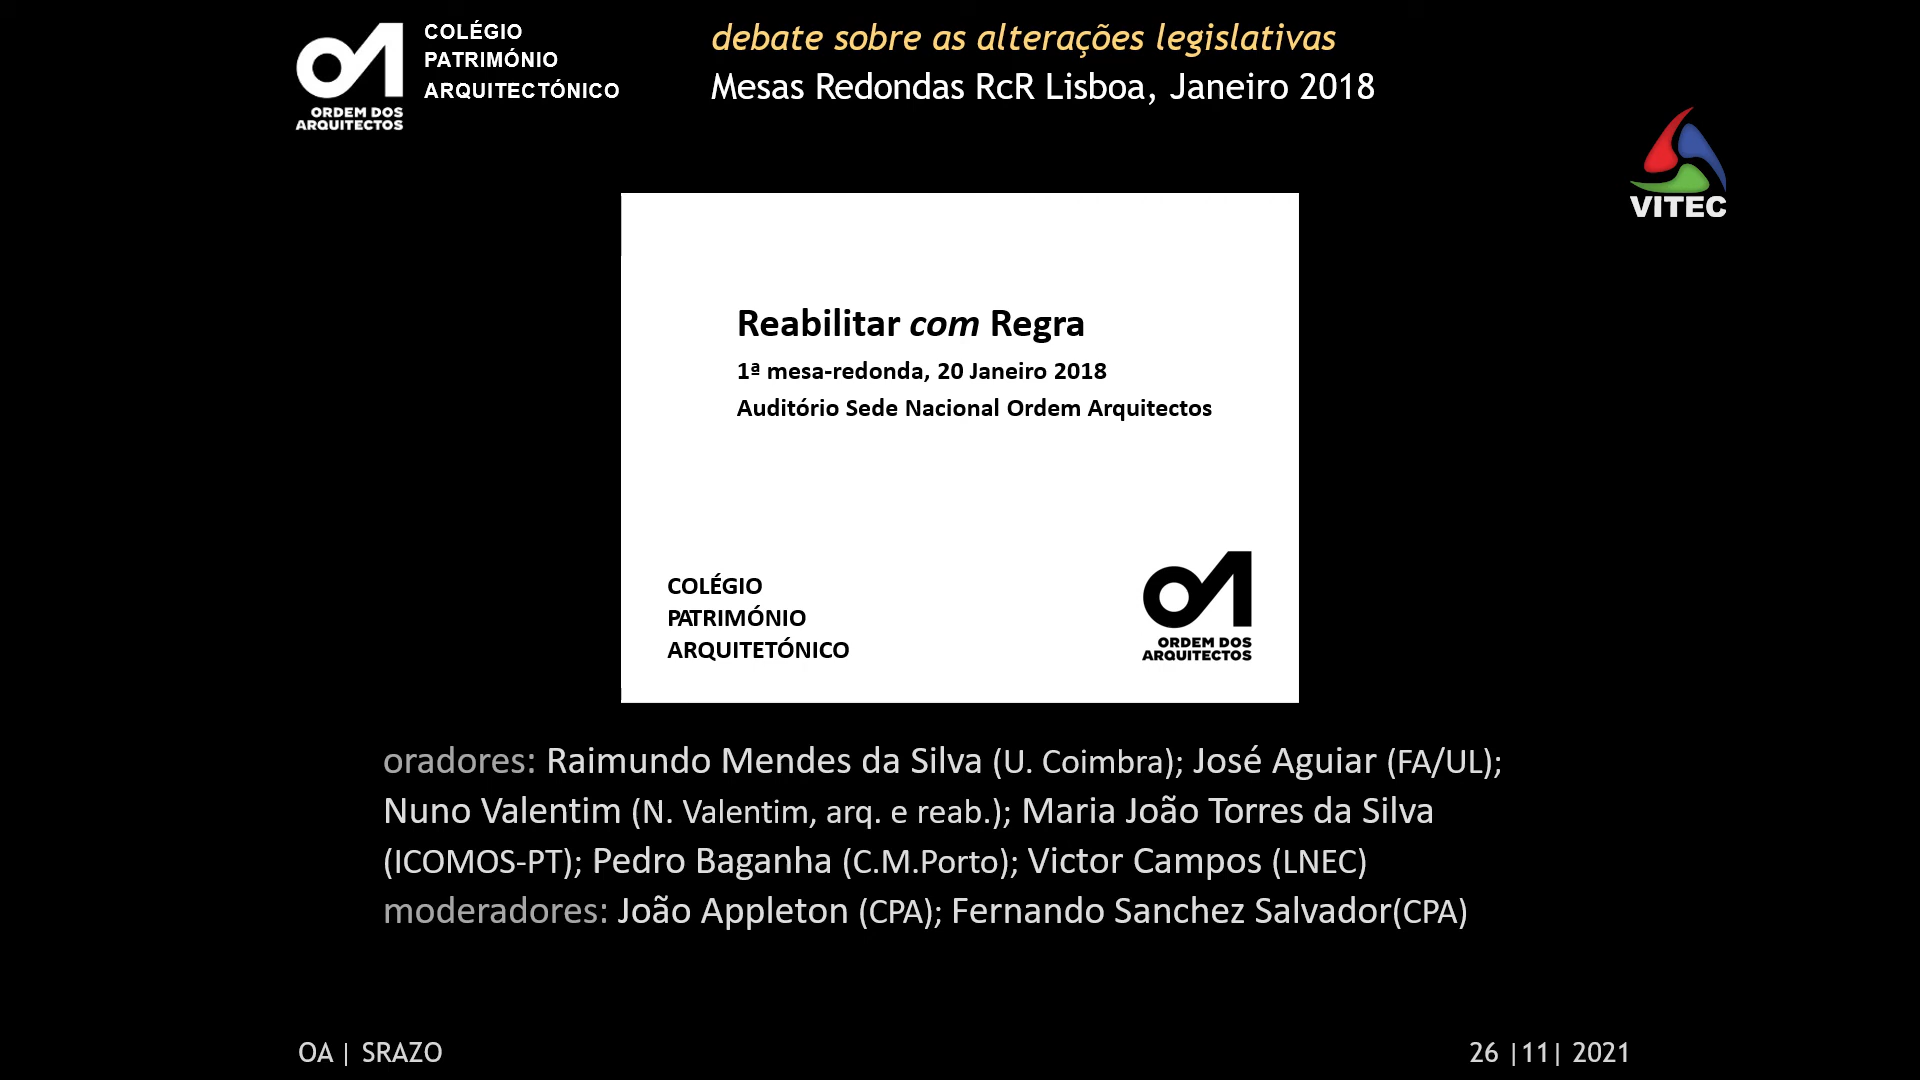 COLÉGIO
PATRIMÓNIO
ARQUITECTÓNICO
ORDEM DOS
ARQUITECTOS
debate sobre as alterações legislativas
Mesas Redondas RcR Lisboa, Janeiro 2018
VITEC
Reabilitar com Regra
1ª mesa-redonda, 20 Janeiro 2018
Auditório Sede Nacional Ordem Arquitectos
COLÉGIO
PATRIMÓNIO
ARQUITETÓNICO
ORDEM DOS
ARQUITECTOS
oradores: Raimundo Mendes da Silva (U. Coimbra); José Aguiar (FA/UL);
Nuno Valentim (N. Valentim, arq. e reab.); Maria João Torres da Silva
(ICOMOS-PT); Pedro Baganha (C.M.Porto); Victor Campos (LNEC)
moderadores: João Appleton (CPA); Fernando Sanchez Salvador(CPA)
OA | SRAZO
26 |11| 2021